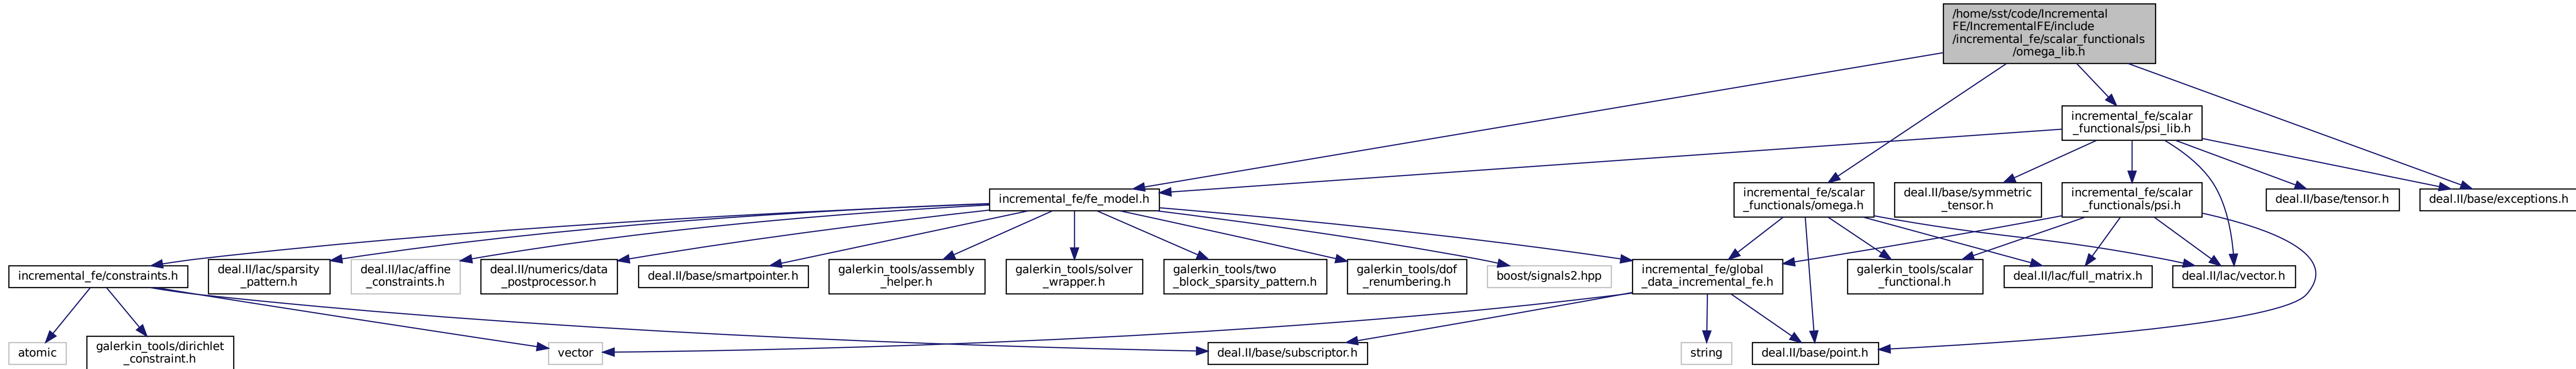 /home/sst/code/Incremental
FE/IncrementalFE/include
/incremental_fe/scalar_functionals
/omega_lib.h
incremental_fe/scalar
_functionals/psi_lib.h
incremental_fe/fe_model.h
incremental_fe/scalar
_functionals/omega.h
deal.II/base/symmetric
_tensor.h
incremental_fe/scalar
_functionals/psi.h
deal.II/base/tensor.h
deal.II/base/exceptions.h
incremental_fe/constraints.h
deal.II/lac/sparsity
_pattern.h
deal.II/lac/affine
_constraints.h
deal.II/numerics/data
_postprocessor.h
deal.II/base/smartpointer.h
galerkin_tools/assembly
_helper.h
galerkin_tools/solver
_wrapper.h
galerkin_tools/two
_block_sparsity_pattern.h
galerkin_tools/dof
_renumbering.h
boost/signals2.hpp
incremental_fe/global
_data_incremental_fe.h
galerkin_tools/scalar
_functional.h
deal.II/lac/full_matrix.h
deal.II/lac/vector.h
atomic
galerkin_tools/dirichlet
_constraint.h
vector
deal.II/base/subscriptor.h
string
deal.II/base/point.h